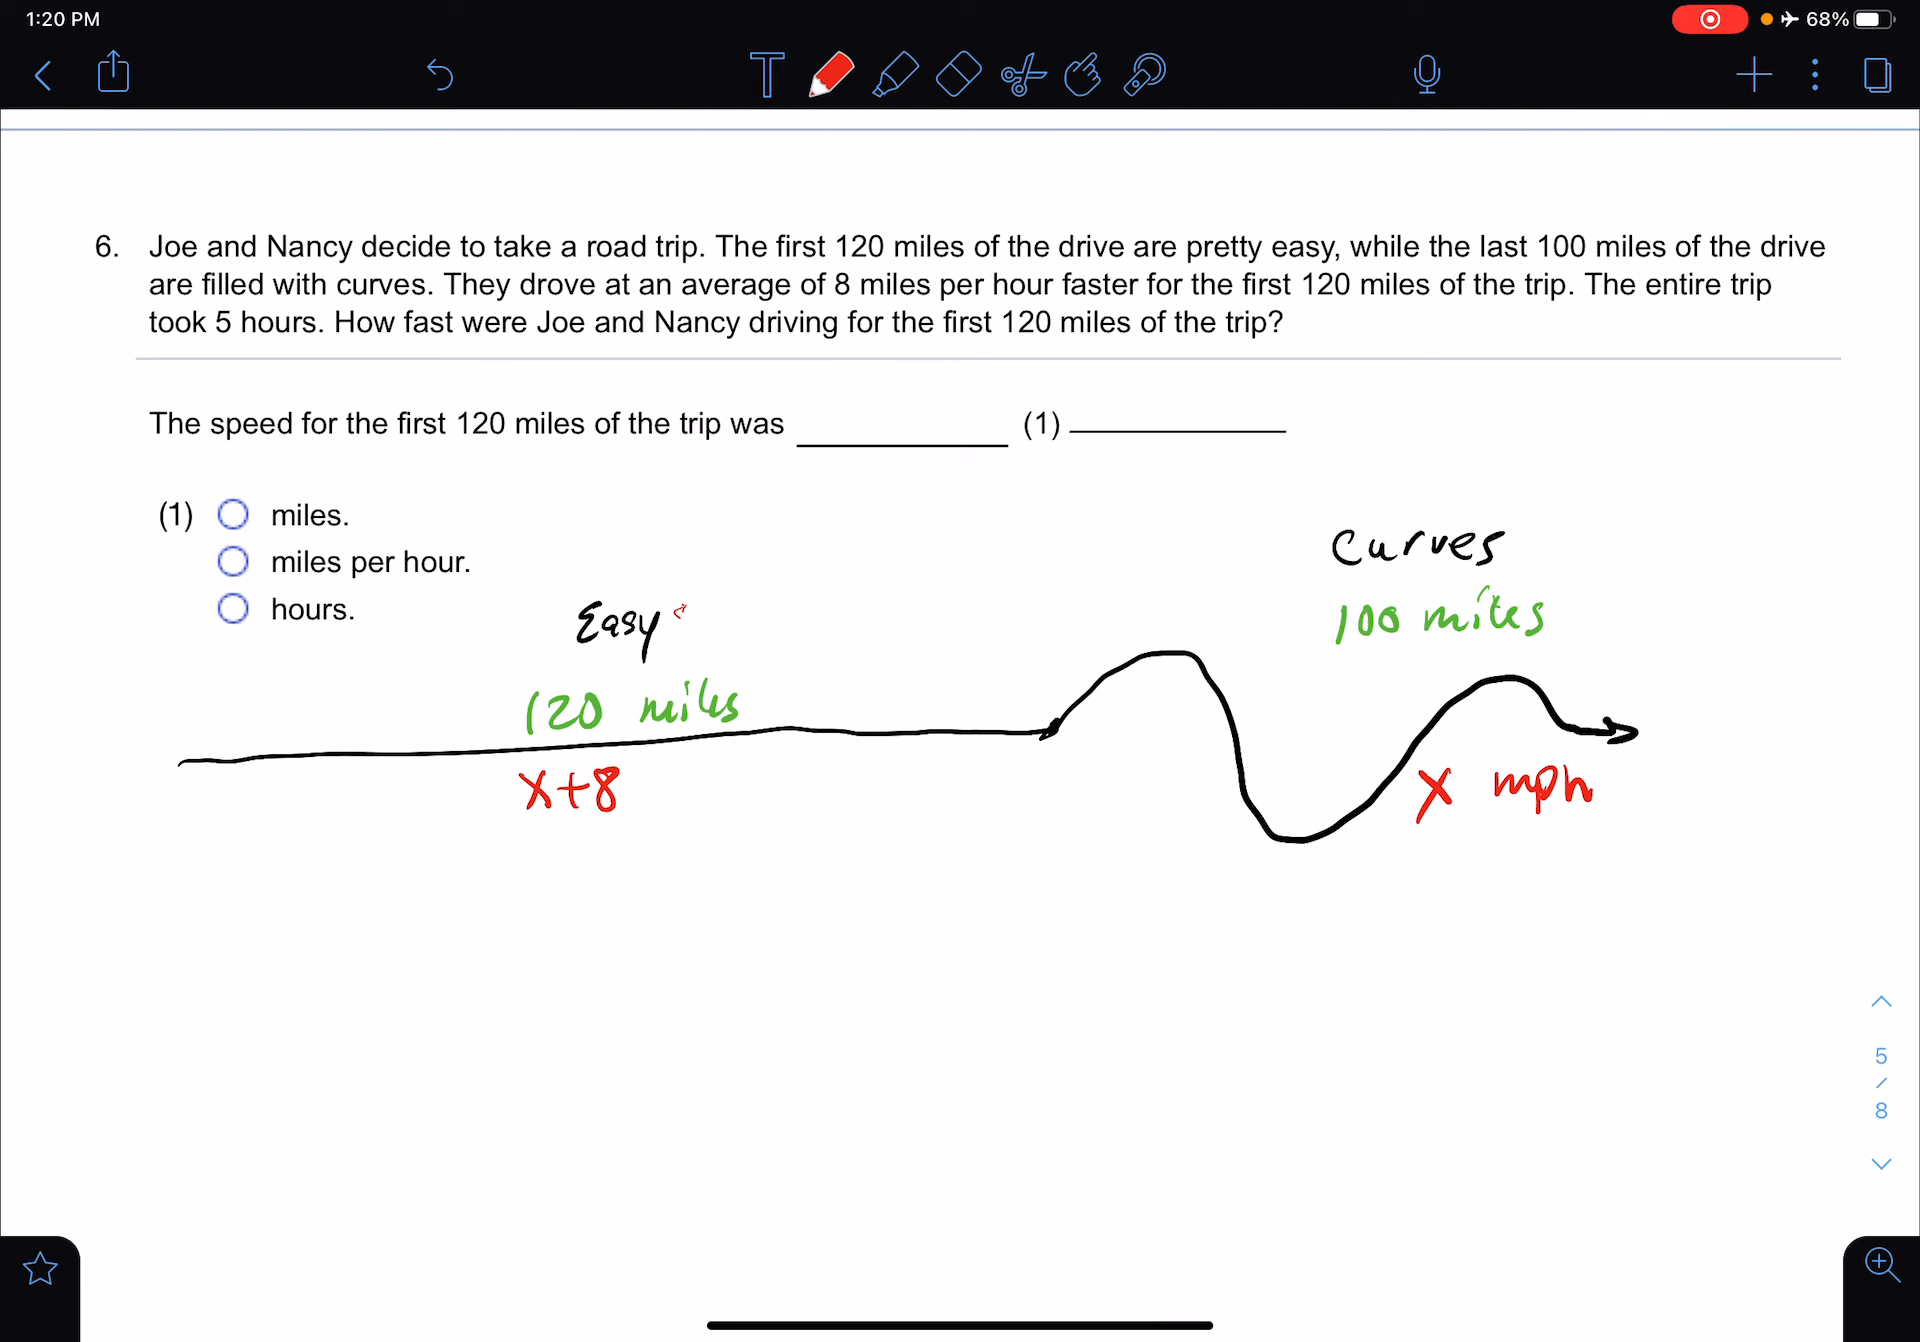 1:20 PM
68%
T
6. Joe and Nancy decide to take a road trip. The first 120 miles of the drive are pretty easy, while the last 100 miles of the drive
are filled with curves. They drove at an average of 8 miles per hour faster for the first 120 miles of the trip. The entire trip
took 5 hours. How fast were Joe and Nancy driving for the first 120 miles of the trip?
The speed for the first 120 miles of the trip was ____________ (1) ____________
(1) miles.
miles per hour.
hours.
Easy
120 miles
x+8
Curves
100 miles
x mph
5
/
8